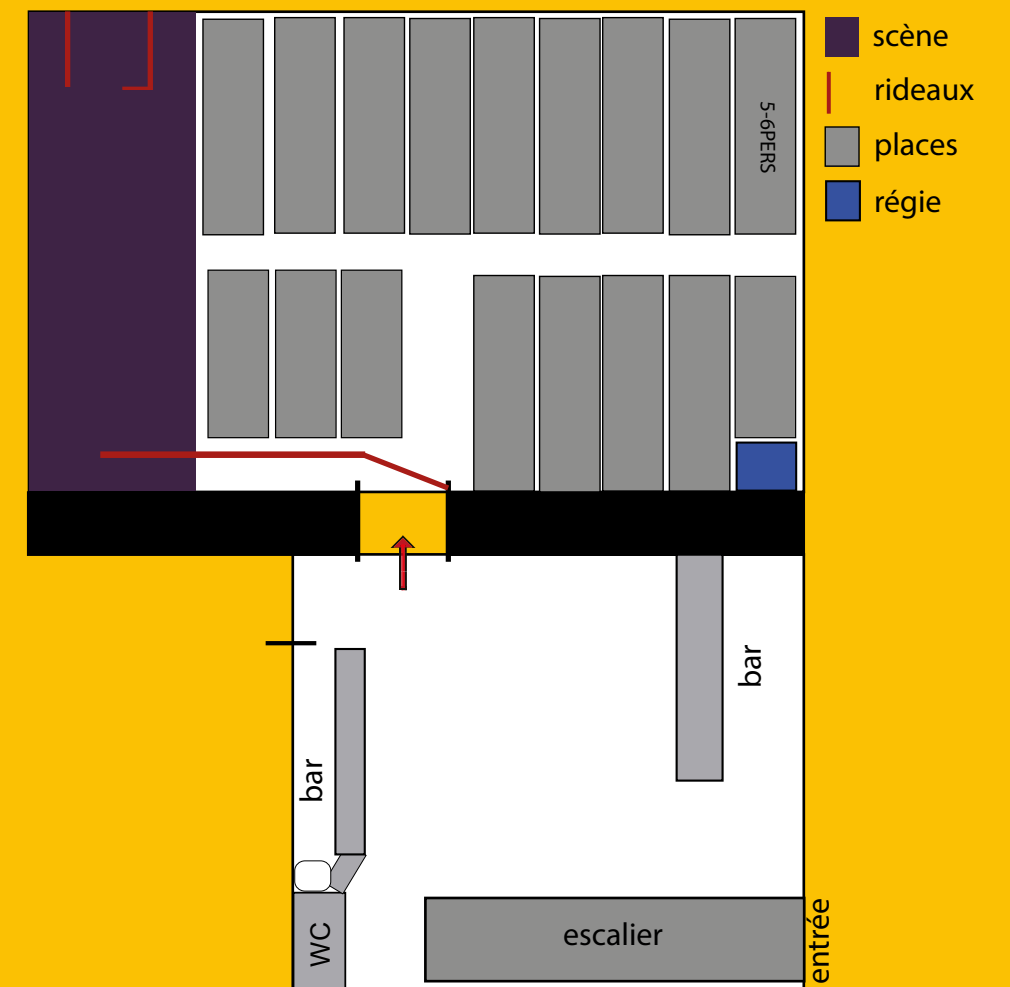 scène
rideaux
places
régie
5-6PERS
bar
bar
WC
escalier
entrée